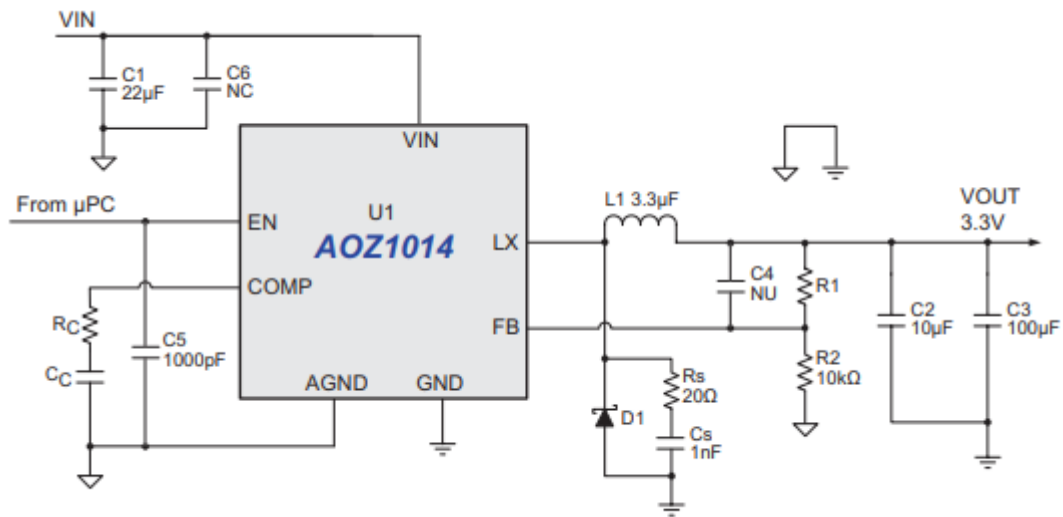 VIN
C1
22µF
C6
NC
VIN
From µPC
EN
U1
AOZ1014
LX
L1 3.3µF
VOUT
3.3V
COMP
C4
NU
R1
RC
CC
C5
1000pF
FB
C2
10µF
C3
100µF
R2
10kΩ
AGND
GND
Rs
20Ω
D1
Cs
1nF